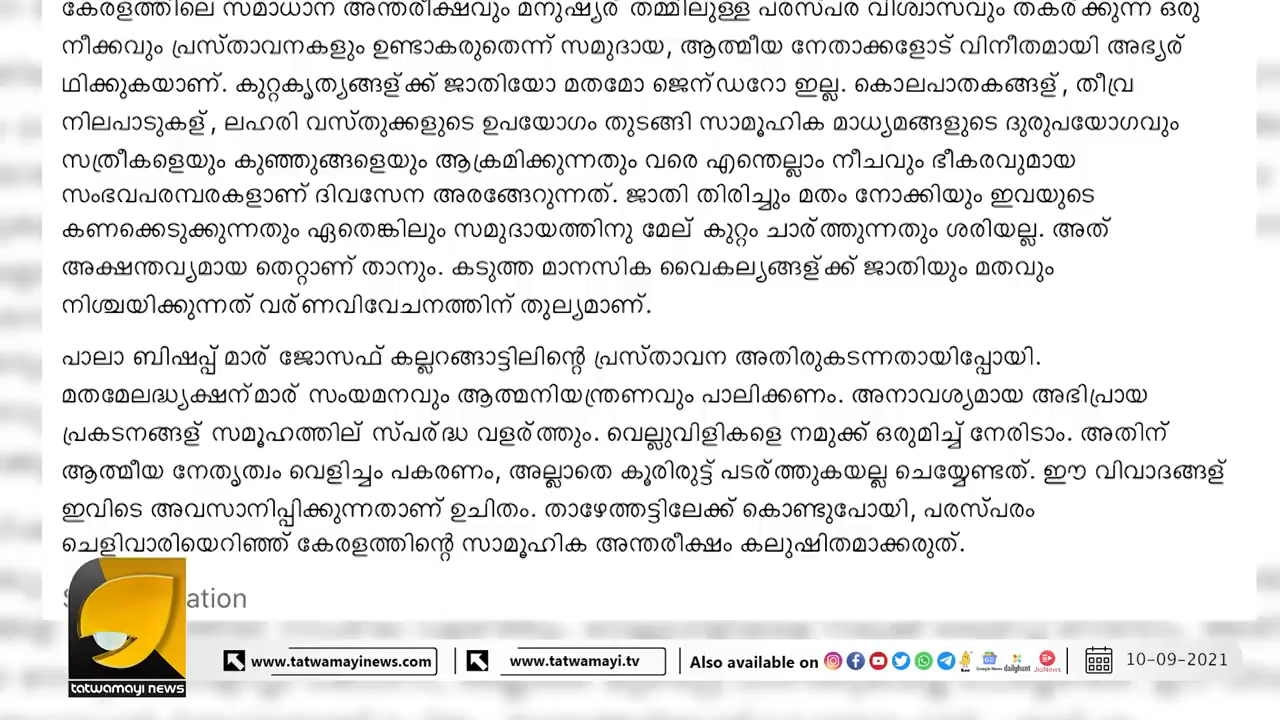 കേരളത്തിലെ സമാധാന അന്തരീക്ഷവും മനുഷ്യര് തമ്മിലുള്ള പരസ്പര വിശ്വാസവും തകര്ക്കുന്ന ഒരു
നീക്കവും പ്രസ്താവനകളും ഉണ്ടാകരുതെന്ന് സമുദായ, ആത്മീയ നേതാക്കളോട് വിനീതമായി അഭ്യര്
ഥിക്കുകയാണ്. കുറ്റകൃത്യങ്ങള്ക്ക് ജാതിയോ മതമോ ജെന്ഡറോ ഇല്ല. കൊലപാതകങ്ങള്, തീവ്ര
നിലപാടുകള്, ലഹരി വസ്തുക്കളുടെ ഉപയോഗം തുടങ്ങി സാമൂഹിക മാധ്യമങ്ങളുടെ ദുരുപയോഗവും
സത്രീകളെയും കുഞ്ഞുങ്ങളെയും ആക്രമിക്കുന്നതും വരെ എന്തെല്ലാം നീചവും ഭീകരവുമായ
സംഭവപരമ്പരകളാണ് ദിവസേന അരങ്ങേറുന്നത്. ജാതി തിരിച്ചും മതം നോക്കിയും ഇവയുടെ
കണക്കെടുക്കുന്നതും ഏതെങ്കിലും സമുദായത്തിനു മേല് കുറ്റം ചാര്ത്തുന്നതും ശരിയല്ല. അത്
അക്ഷന്തവ്യമായ തെറ്റാണ് താനും. കടുത്ത മാനസിക വൈകല്യങ്ങള്ക്ക് ജാതിയും മതവും
നിശ്ചയിക്കുന്നത് വര്ണവിവേചനത്തിന് തുല്യമാണ്.
പാലാ ബിഷപ്പ് മാര് ജോസഫ് കല്ലറങ്ങാട്ടിലിന്റെ പ്രസ്താവന അതിരുകടന്നതായിപ്പോയി.
മതമേലദ്ധ്യക്ഷന്മാര് സംയമനവും ആത്മനിയന്ത്രണവും പാലിക്കണം. അനാവശ്യമായ അഭിപ്രായ
പ്രകടനങ്ങള് സമൂഹത്തില് സ്പര്ദ്ധ വളര്ത്തും. വെല്ലുവിളികളെ നമുക്ക് ഒരുമിച്ച് നേരിടാം. അതിന്
ആത്മീയ നേതൃത്വം വെളിച്ചം പകരണം, അല്ലാതെ കൂരിരുട്ട് പടര്ത്തുകയല്ല ചെയ്യേണ്ടത്. ഈ വിവാദങ്ങള്
ഇവിടെ അവസാനിപ്പിക്കുന്നതാണ് ഉചിതം. താഴേത്തട്ടിലേക്ക് കൊണ്ടുപോയി, പരസ്പരം
ചെളിവാരിയെറിഞ്ഞ് കേരളത്തിന്റെ സാമൂഹിക അന്തരീക്ഷം കലുഷിതമാക്കരുത്.
tatwamayi news
www.tatwamayinews.com
www.tatwamayi.tv
Also available on
Google News
dailyhunt
JioNews
10-09-2021